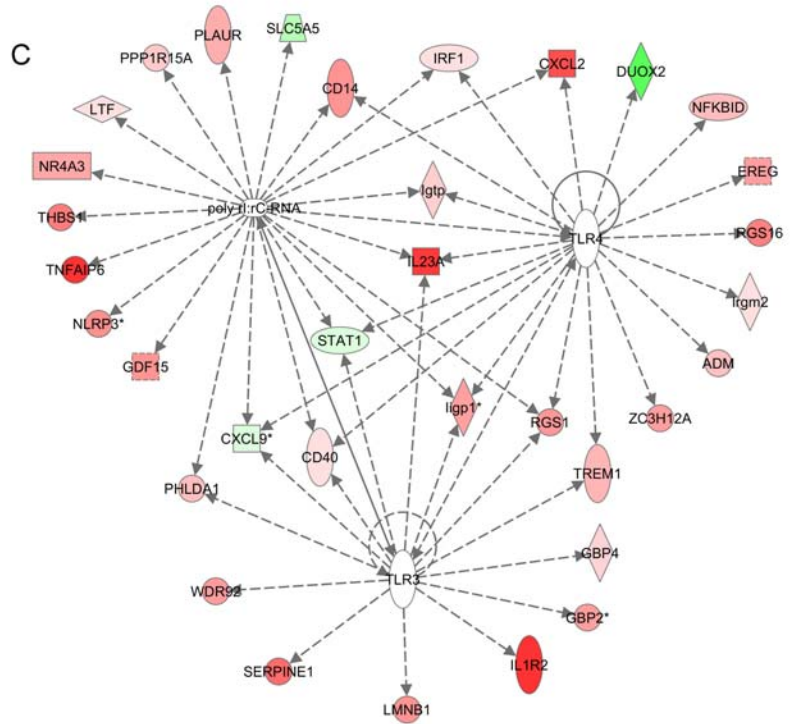 C
PLAUR
SLC5A5
PPP1R15A
IRF1
CXCL2
DUOX2
CD14
NFKBID
LTF
NR4A3
EREG
Igtp
poly rI:rC-RNA
THBS1
TLR4
RGS16
TNFAIP6
IL23A
Irgm2
NLRP3*
STAT1
GDF15
ADM
Iigp1*
RGS1
ZC3H12A
CXCL9*
CD40
TREM1
PHLDA1
GBP4
TLR3
WDR92
GBP2*
SERPINE1
IL1R2
LMNB1